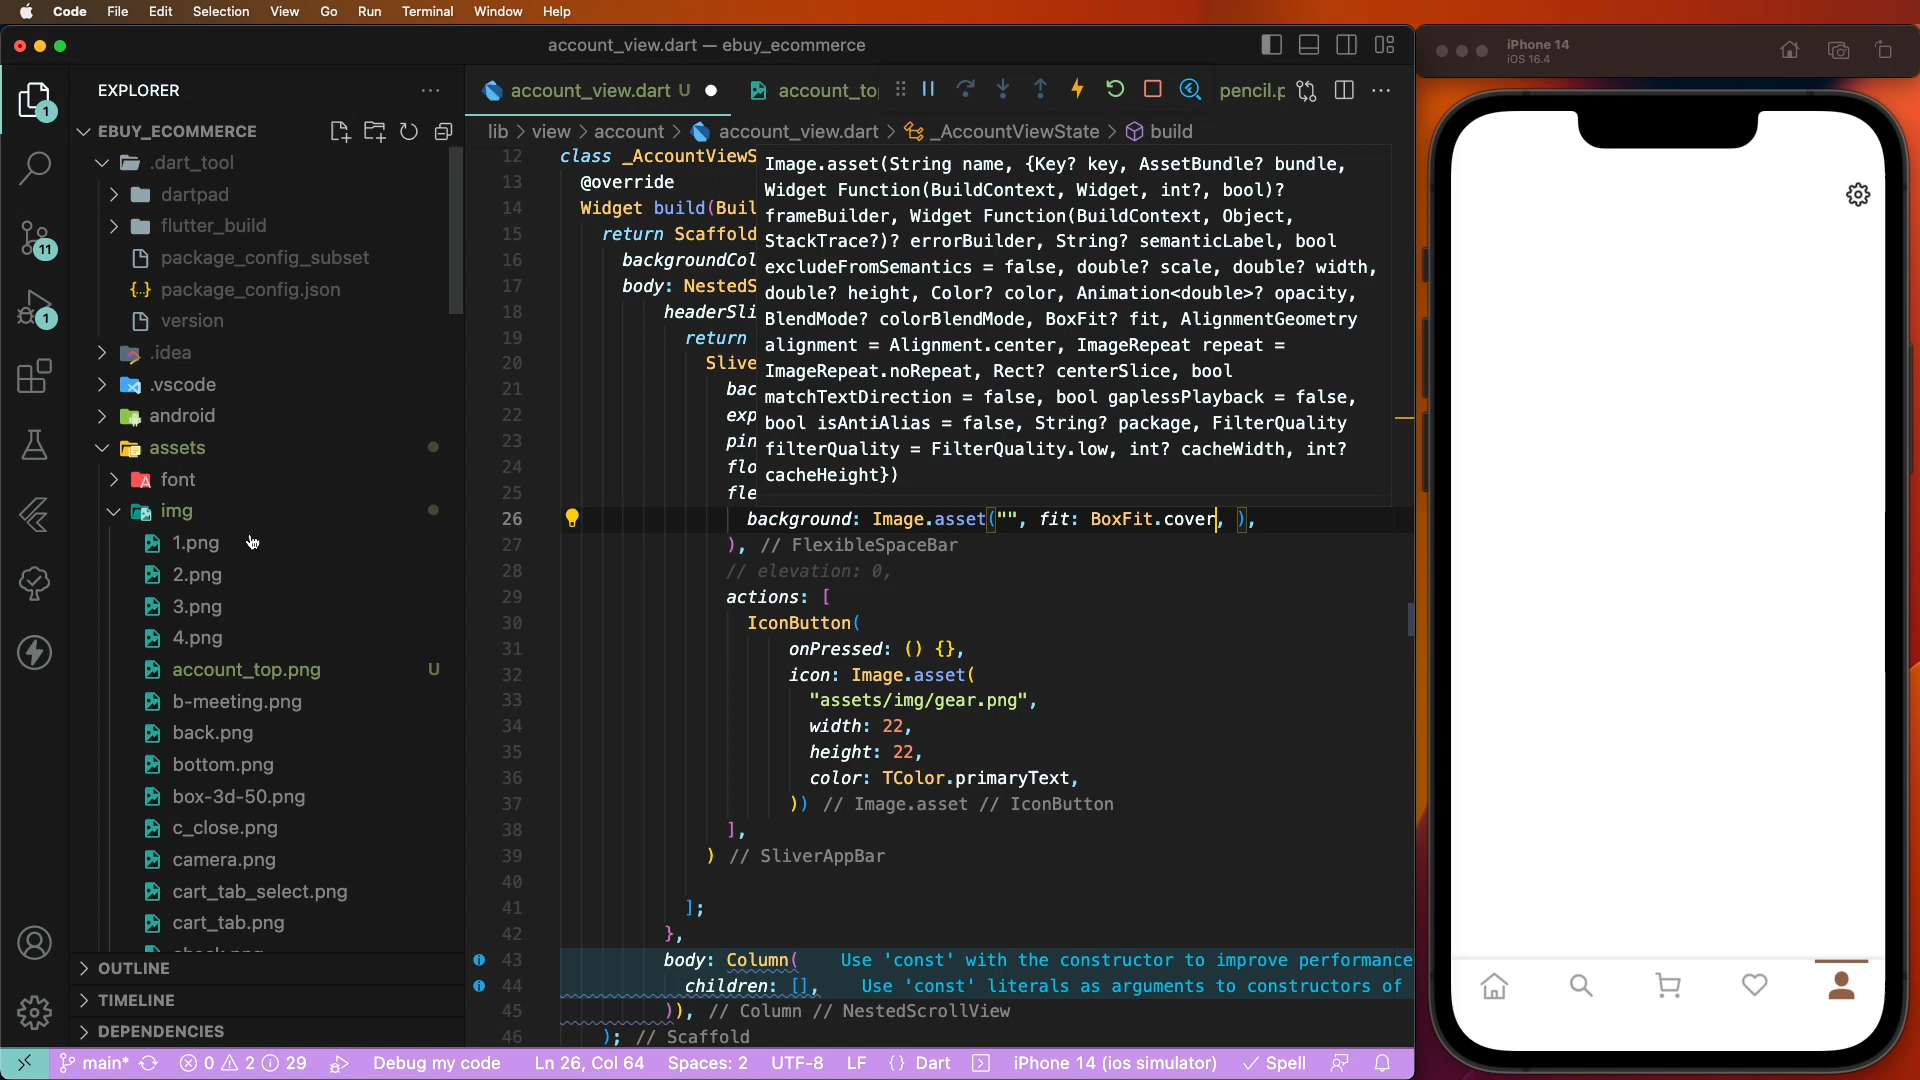 Code File Edit Selection View Go Run Terminal Window Help
account_view.dart — ebuy_ecommerce
EXPLORER
EBUY_ECOMMERCE
.dart_tool
dartpad
flutter_build
package_config_subset
package_config.json
version
.idea
.vscode
android
assets
font
img
1.png
2.png
3.png
4.png
account_top.png U
b-meeting.png
back.png
bottom.png
box-3d-50.png
c_close.png
camera.png
cart_tab_select.png
cart_tab.png
OUTLINE
TIMELINE
DEPENDENCIES
1
11
1
account_view.dart U account_to pencil.p
lib > view > account > account_view.dart > _AccountViewState > build
Image.asset(String name, {Key? key, AssetBundle? bundle,
Widget Function(BuildContext, Widget, int?, bool)?
frameBuilder, Widget Function(BuildContext, Object,
StackTrace?)? errorBuilder, String? semanticLabel, bool
excludeFromSemantics = false, double? scale, double? width,
double? height, Color? color, Animation<double>? opacity,
BlendMode? colorBlendMode, BoxFit? fit, AlignmentGeometry
alignment = Alignment.center, ImageRepeat repeat =
ImageRepeat.noRepeat, Rect? centerSlice, bool
matchTextDirection = false, bool gaplessPlayback = false,
bool isAntiAlias = false, String? package, FilterQuality
filterQuality = FilterQuality.low, int? cacheWidth, int?
cacheHeight})
12 class _AccountViewS
13 @override
14 Widget build(Buil
15 return Scaffold
16 backgroundCol
17 body: NestedS
18 headerSli
19 return
20 Slive
21 bac
22 exp
23 pin
24 flo
25 fle
26 background: Image.asset("", fit: BoxFit.cover, ),
27 ), // FlexibleSpaceBar
28 // elevation: 0,
29 actions: [
30 IconButton(
31 onPressed: () {},
32 icon: Image.asset(
33 "assets/img/gear.png",
34 width: 22,
35 height: 22,
36 color: TColor.primaryText,
37 )) // Image.asset // IconButton
38 ],
39 ) // SliverAppBar
40
41 ];
42 },
43 body: Column( Use 'const' with the constructor to improve performance
44 children: [], Use 'const' literals as arguments to constructors of
45 )), // Column // NestedScrollView
46 ); // Scaffold
main* 0 2 29 Debug my code Ln 26, Col 64 Spaces: 2 UTF-8 LF {} Dart iPhone 14 (ios simulator) Spell
iPhone 14
iOS 16.4